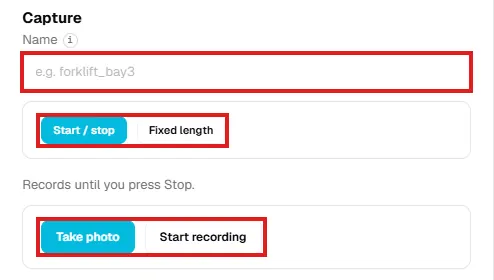 Capture
Name i
e.g. forklift_bay3
Start / stop Fixed length
Records until you press Stop.
Take photo Start recording